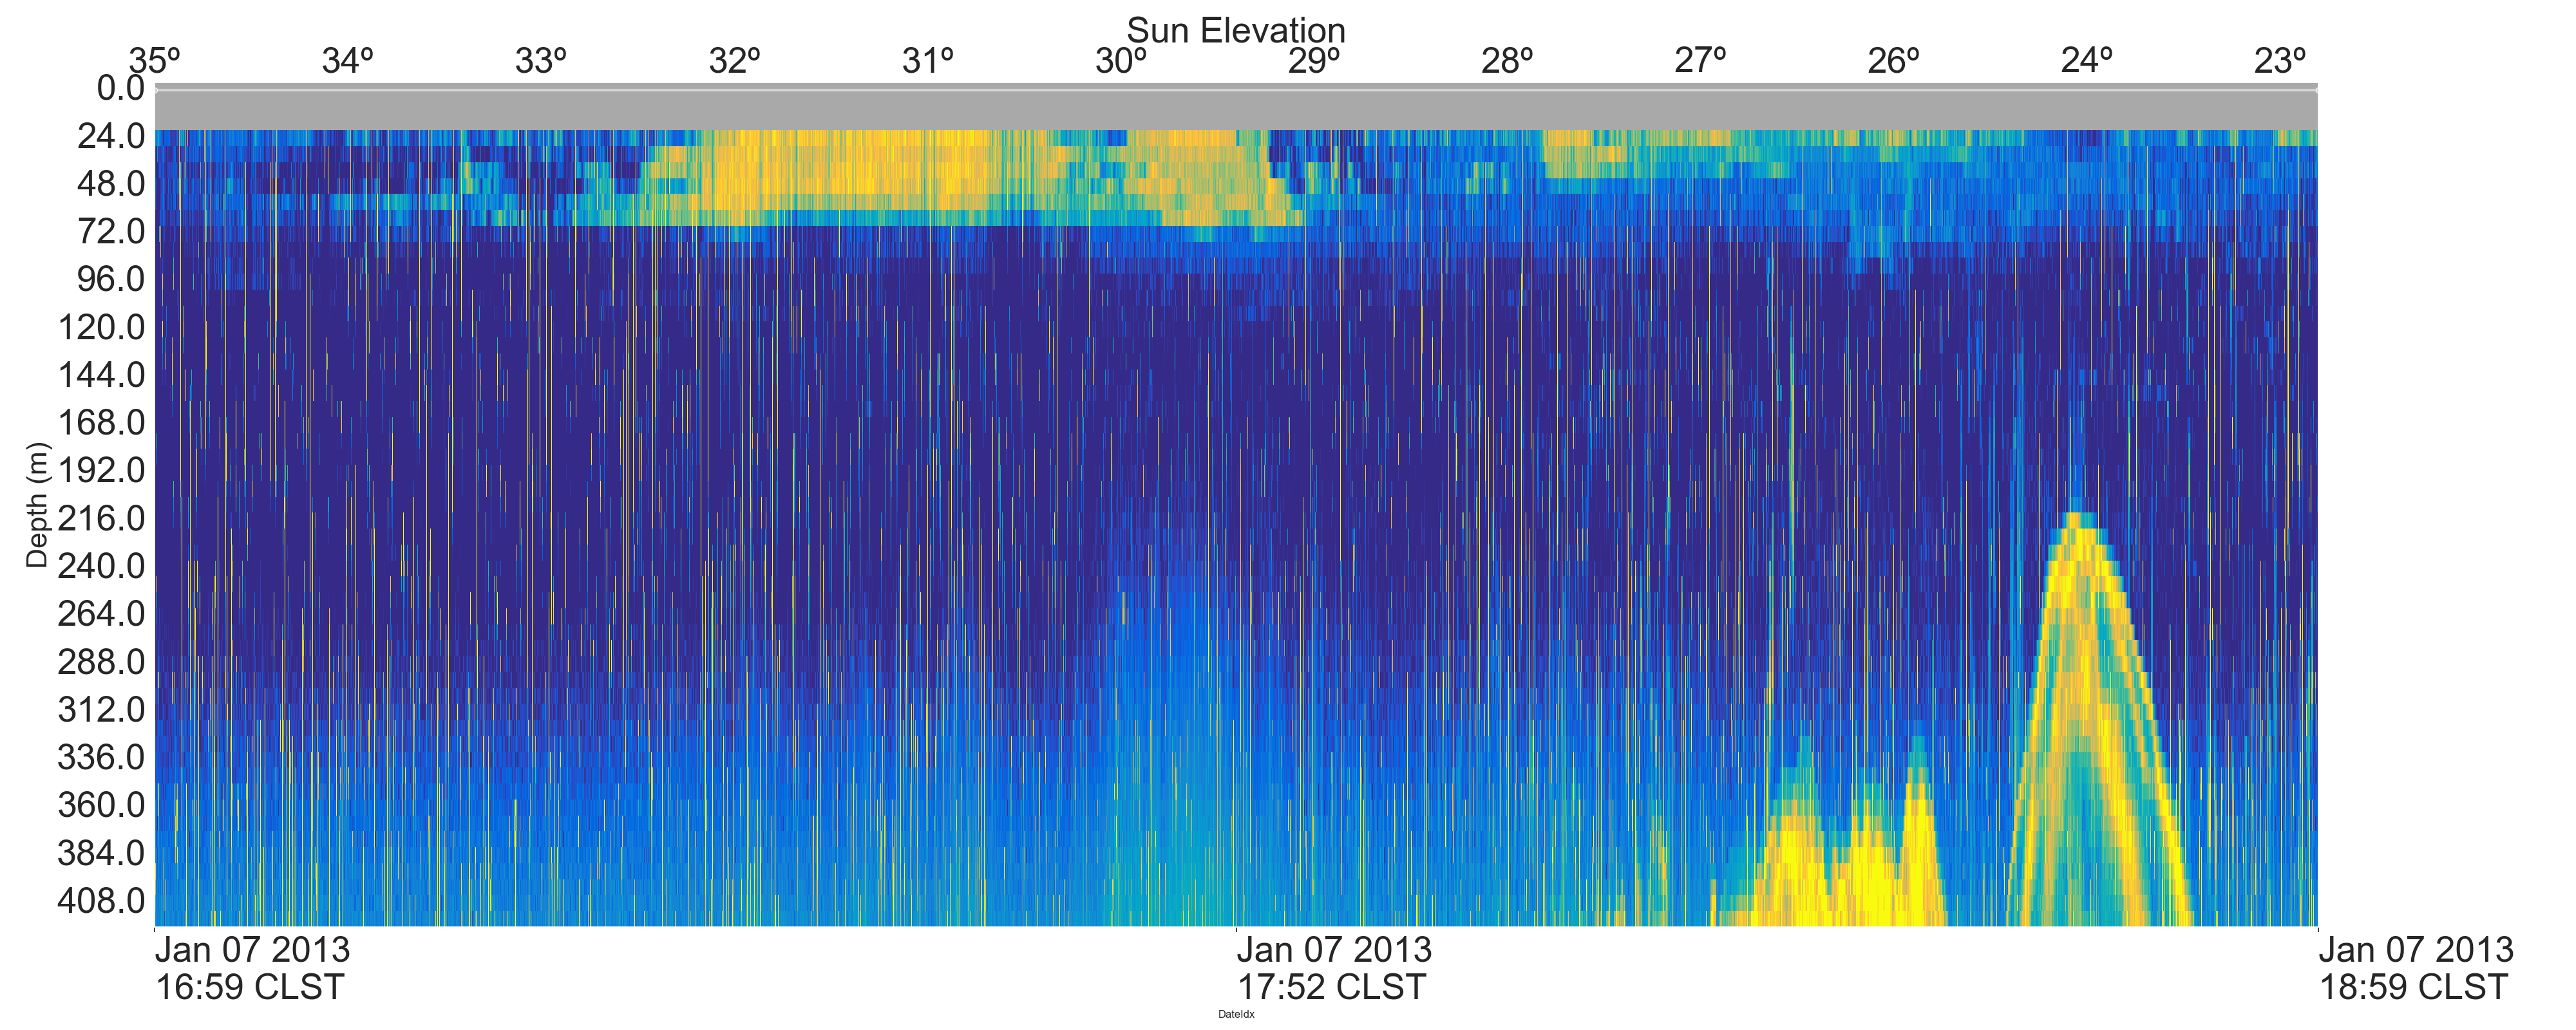 Sun Elevation
35º 34º 33º 32º 31º 30º 29º 28º 27º 26º 24º 23º
0.0
24.0
48.0
72.0
96.0
120.0
144.0
168.0
192.0
216.0
240.0
264.0
288.0
312.0
336.0
360.0
384.0
408.0
Depth (m)
Jan 07 2013
16:59 CLST
Jan 07 2013
17:52 CLST
Jan 07 2013
18:59 CLST
DateIdx